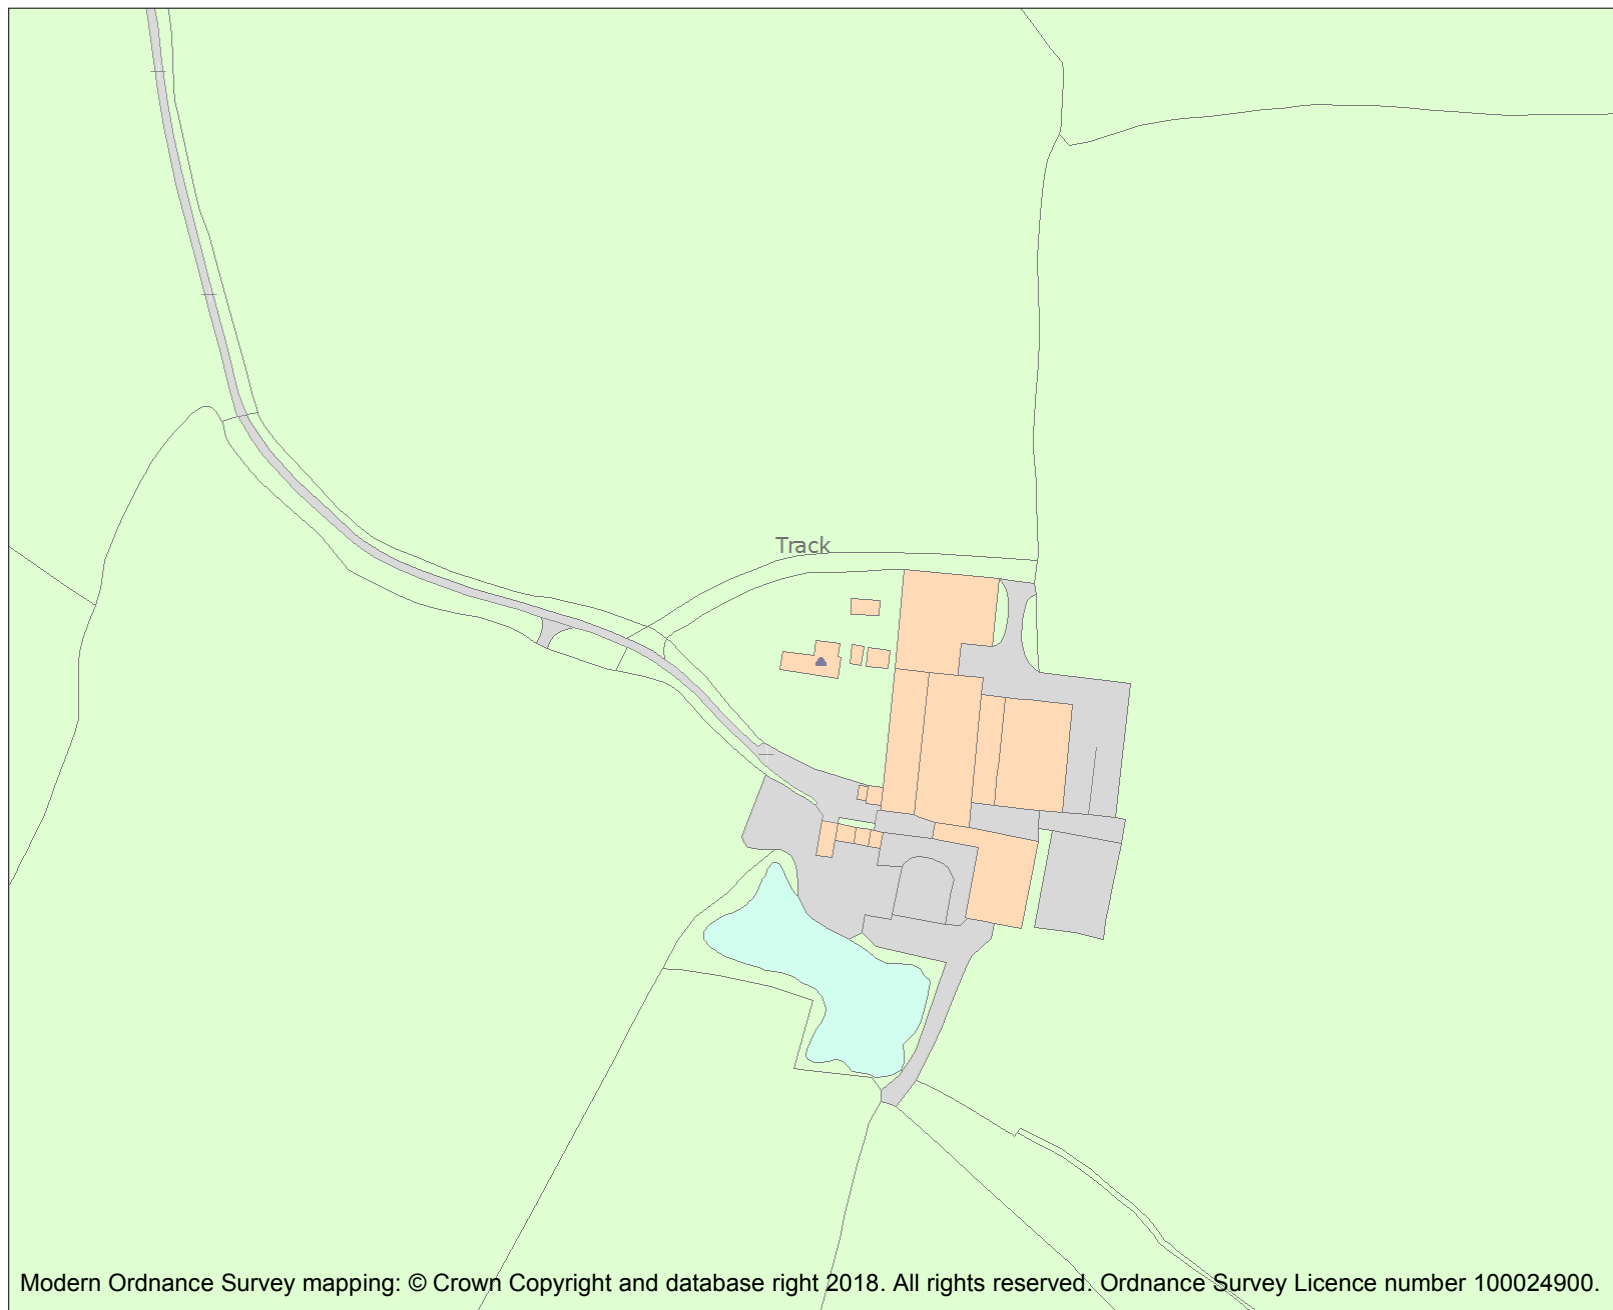 Track
Modern Ordnance Survey mapping: © Crown Copyright and database right 2018. All rights reserved. Ordnance Survey Licence number 100024900.